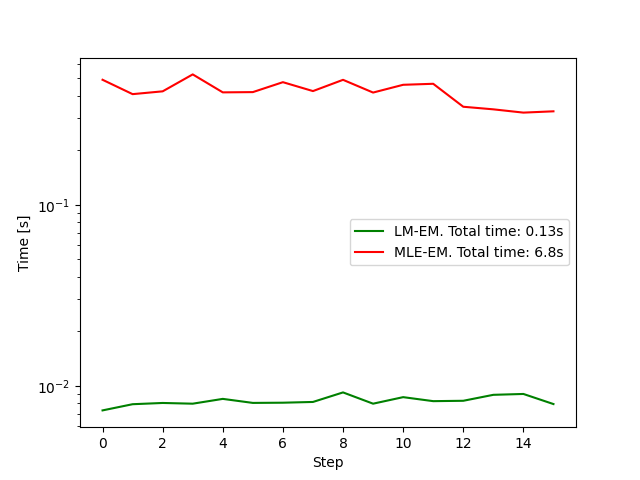 10⁻¹
10⁻²
Time [s]
LM-EM. Total time: 0.13s
MLE-EM. Total time: 6.8s
0 2 4 6 8 10 12 14
Step